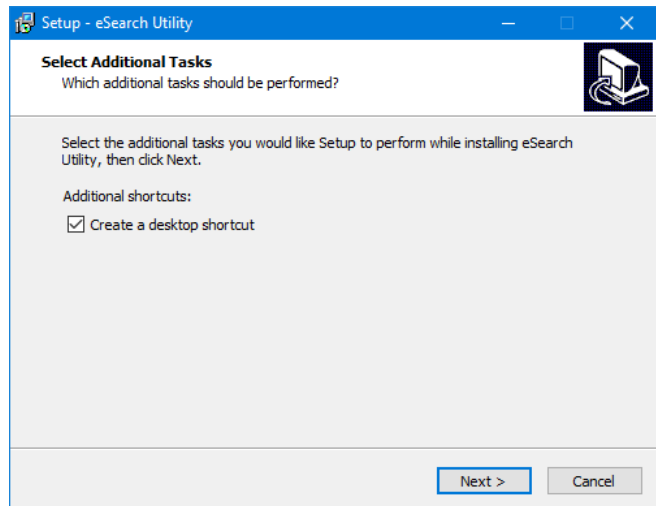 Setup - eSearch Utility
Select Additional Tasks
Which additional tasks should be performed?
Select the additional tasks you would like Setup to perform while installing eSearch
Utility, then click Next.
Additional shortcuts:
Create a desktop shortcut
Next >
Cancel